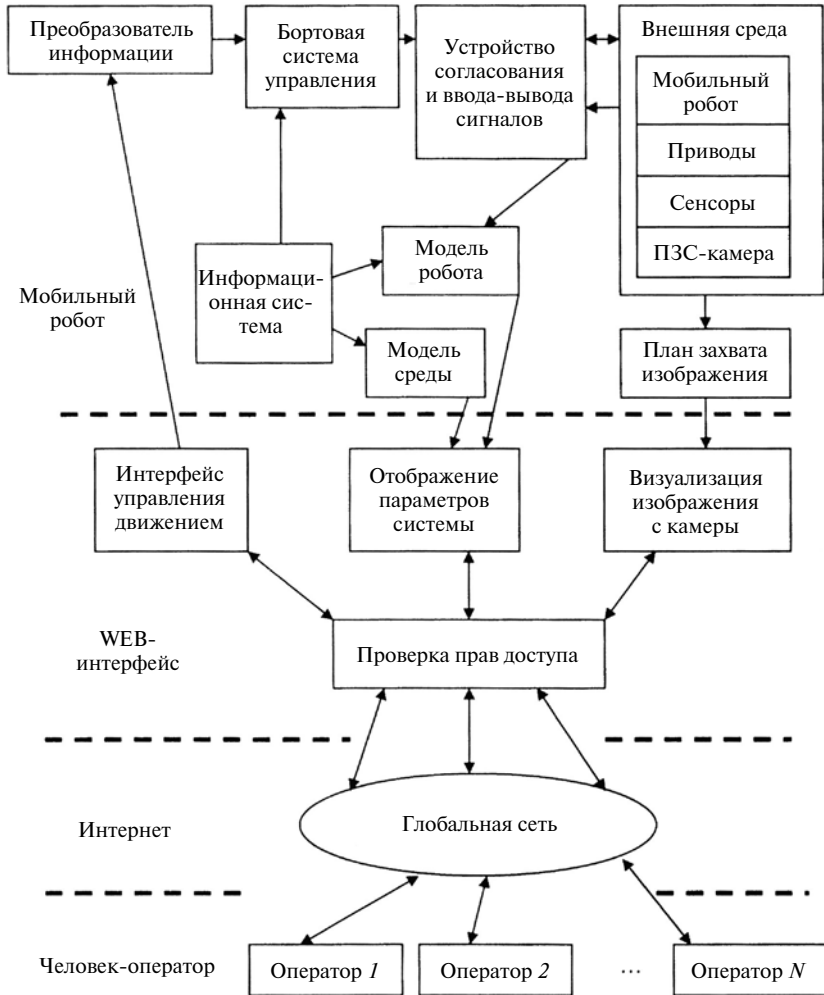 Преобразователь
информации
Бортовая
система
управления
Устройство
согласования
и ввода-вывода
сигналов
Внешняя среда
Мобильный
робот
Приводы
Сенсоры
ПЗС-камера
Мобильный
робот
Информаци-
онная сис-
тема
Модель
робота
Модель
среды
План захвата
изображения
Интерфейс
управления
движением
Отображение
параметров
системы
Визуализация
изображения
с камеры
WEB-
интерфейс
Проверка прав доступа
Интернет
Глобальная сеть
Человек-оператор
Оператор 1
Оператор 2
...
Оператор N